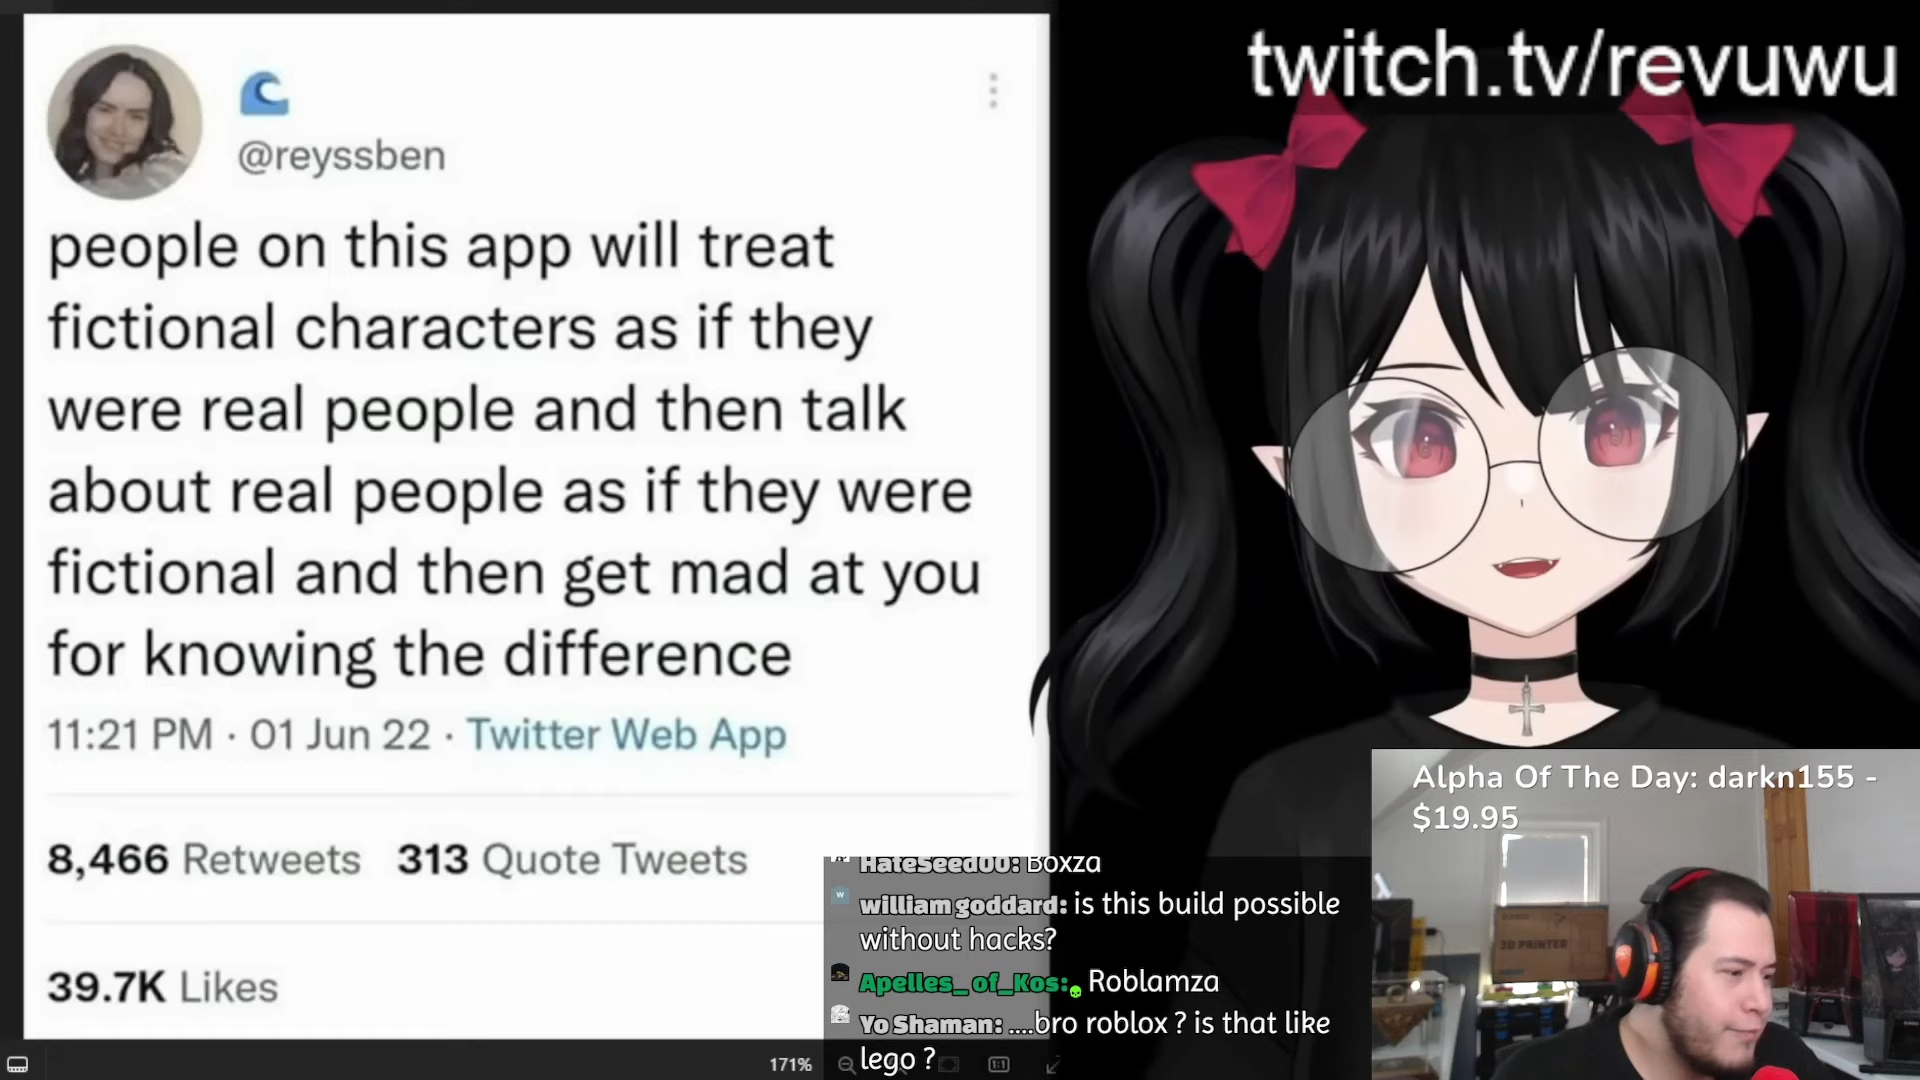 twitch.tv/revuwu
@reyssben
people on this app will treat
fictional characters as if they
were real people and then talk
about real people as if they were
fictional and then get mad at you
for knowing the difference
11:21 PM · 01 Jun 22 · Twitter Web App
8,466 Retweets 313 Quote Tweets
39.7K Likes
171%
1:1
HateSeed00: Boxza
william goddard: is this build possible
without hacks?
Apelles_of_Kos: Roblamza
Yo Shaman: ....bro roblox ? is that like
lego ?
Alpha Of The Day: darkn155 -
$19.95
3D PRINTER